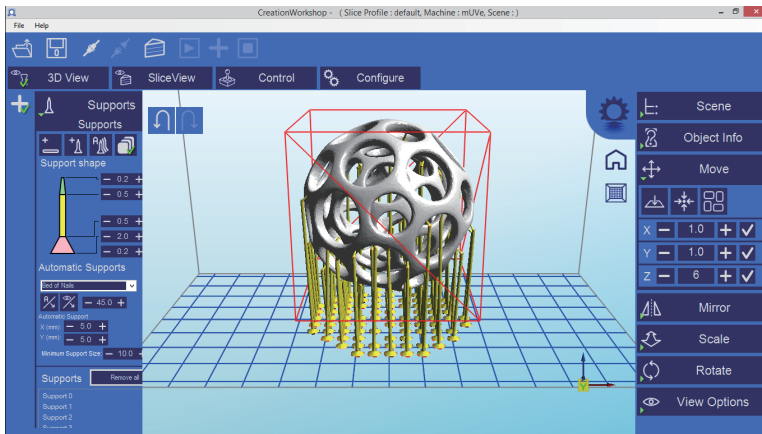 CreationWorkshop - ( Slice Profile : default, Machine : mUVe, Scene : )
File Help
3D View SliceView Control Configure
Supports
Supports
Support shape
0.2
0.5
0.5
2.0
0.2
Automatic Supports
Bed of Nails
45.0
Automatic Support
X (mm): 5.0
Y (mm): 5.0
Minimum Support Size: 10.0
Supports Remove all
Support 0
Support 1
Support 2
Scene
Object Info
Move
X 1.0
Y 1.0
Z 6
Mirror
Scale
Rotate
View Options
Y